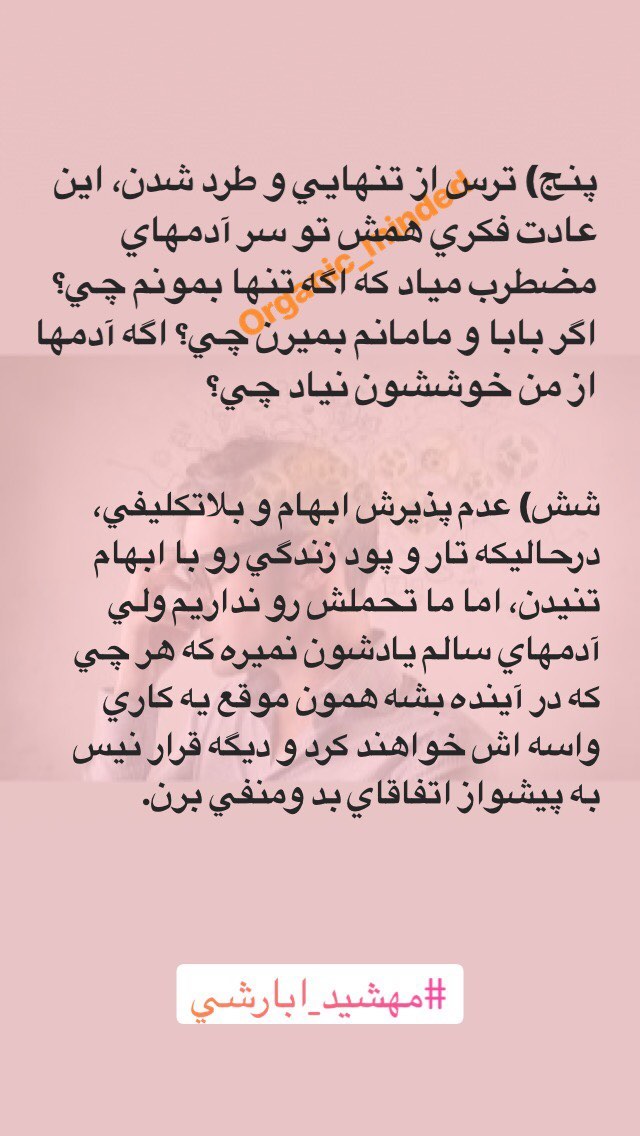 پنج) ترس از تنهايي و طرد شدن، اين
عادت فكري همش تو سر آدمهاي
مضطرب مياد كه اگه تنها بمونم چي؟
اگر بابا و مامانم بميرن چي؟ اگه آدمها
از من خوششون نياد چي؟
Organic_minded
شش) عدم پذيرش ابهام و بلاتكليفي،
درحاليكه تار و پود زندگي رو با ابهام
تنيدن، اما ما تحملش رو نداريم ولي
آدمهاي سالم يادشون نميره كه هر چي
كه در آينده بشه همون موقع يه كاري
واسه اش خواهند كرد و ديگه قرار نيس
به پيشواز اتفاقاي بد ومنفي برن.
#مهشيد_ابارشي